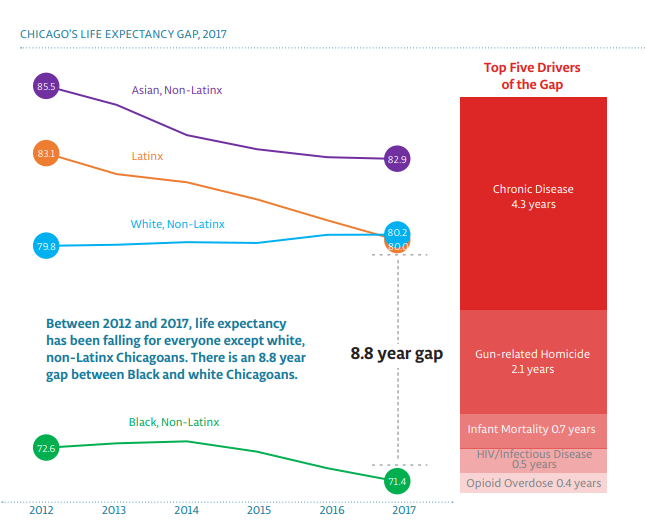 CHICAGO'S LIFE EXPECTANCY GAP, 2017
Top Five Drivers
of the Gap
85.5
Asian, Non-Latinx
82.9
83.1
Latinx
White, Non-Latinx
79.8
80.2
80.0
Chronic Disease
4.3 years
Between 2012 and 2017, life expectancy
has been falling for everyone except white,
non-Latinx Chicagoans. There is an 8.8 year
gap between Black and white Chicagoans.
8.8 year gap
Gun-related Homicide
2.1 years
Black, Non-Latinx
72.6
71.4
Infant Mortality 0.7 years
HIV/Infectious Disease
0.5 years
Opioid Overdose 0.4 years
2012 2013 2014 2015 2016 2017